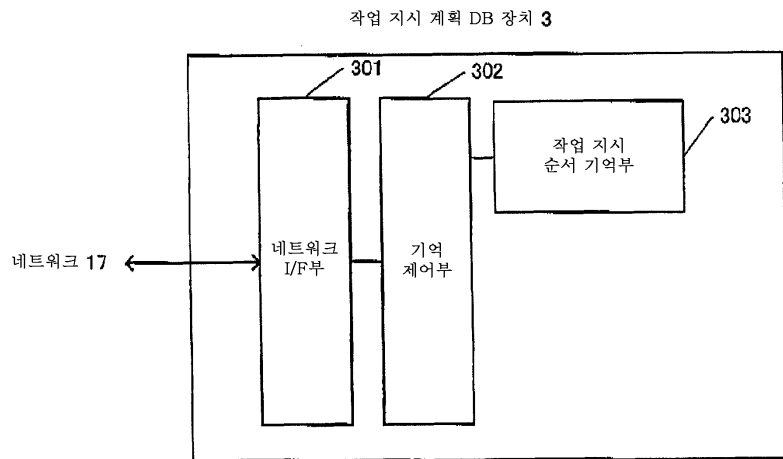 작업 지시 계획 DB 장치 3
301
302
303
작업 지시
순서 기억부
네트워크 17
네트워크
I/F부
기억
제어부